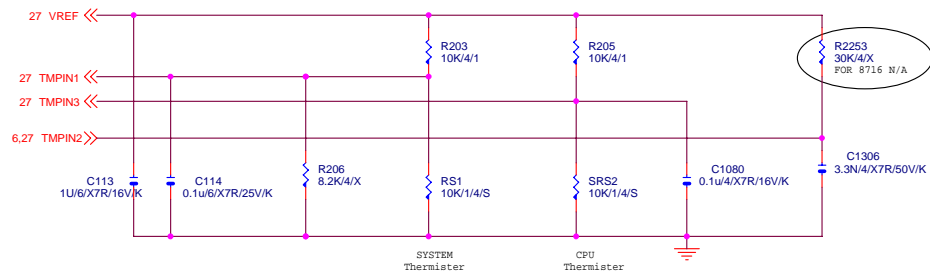 27 VREF
R203
10K/4/1
R205
10K/4/1
R2253
30K/4/X
FOR 8716 N/A
27 TMPIN1
27 TMPIN3
6,27 TMPIN2
C113
1U/6/X7R/16V/K
C114
0.1u/6/X7R/25V/K
R206
8.2K/4/X
RS1
10K/1/4/S
SRS2
10K/1/4/S
C1080
0.1u/4/X7R/16V/K
C1306
3.3N/4/X7R/50V/K
SYSTEM
Thermister
CPU
Thermister